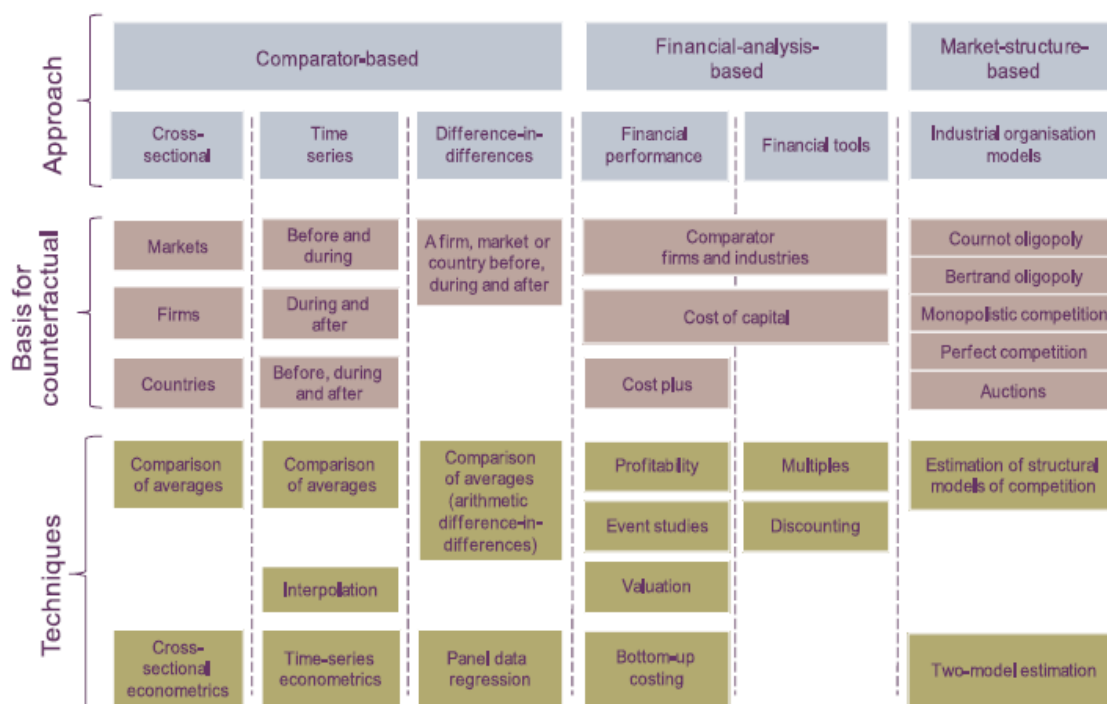 Approach
Comparator-based
Financial-analysis-
based
Market-structure-
based
Cross-
sectional
Time
series
Difference-in-
differences
Financial
performance
Financial tools
Industrial organisation
models
Basis for
counterfactual
Markets
Before and
during
A firm, market or
country before,
during and after
Comparator
firms and industries
Cournot oligopoly
Bertrand oligopoly
Firms
During and
after
Cost of capital
Monopolistic competition
Perfect competition
Countries
Before, during
and after
Cost plus
Auctions
Techniques
Comparison
of averages
Comparison
of averages
Comparison
of averages
(arithmetic
difference-in-
differences)
Profitability
Multiples
Estimation of structural
models of competition
Event studies
Discounting
Interpolation
Valuation
Cross-
sectional
econometrics
Time-series
econometrics
Panel data
regression
Bottom-up
costing
Two-model estimation